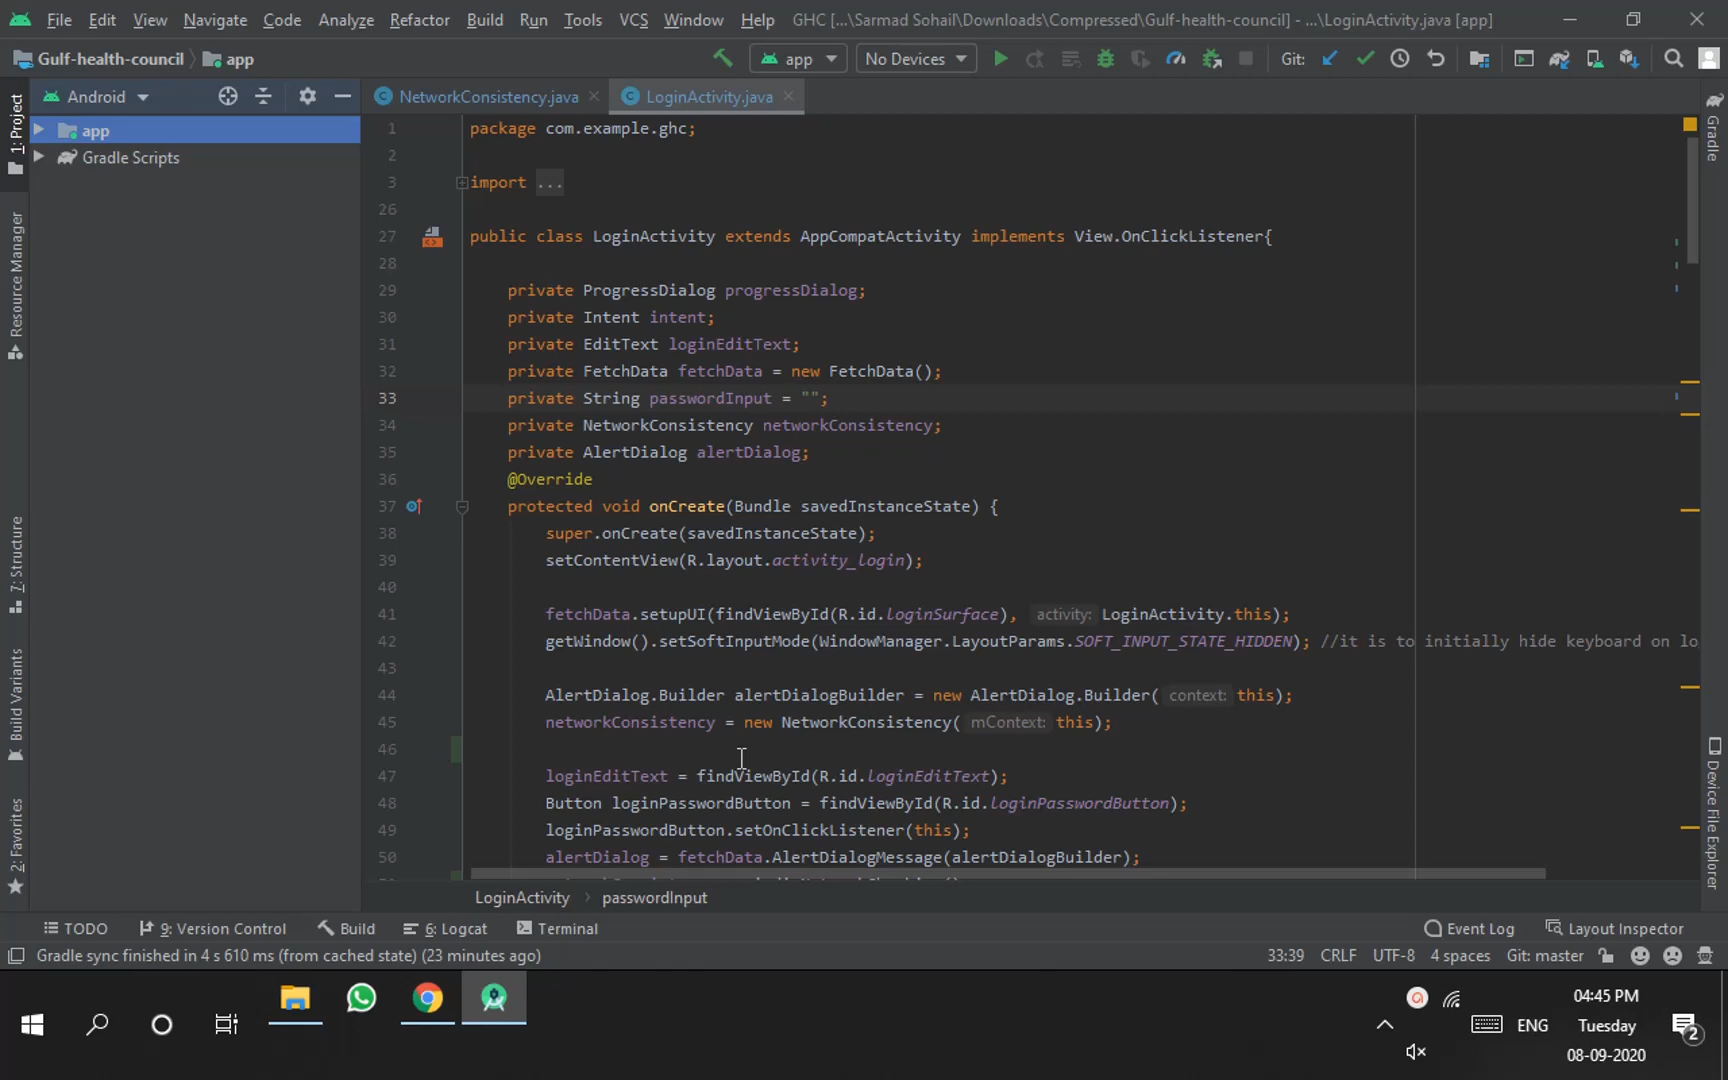 File Edit View Navigate Code Analyze Refactor Build Run Tools VCS Window Help GHC [...\Sarmad Sohail\Downloads\Compressed\Gulf-health-council] - ...\LoginActivity.java [app]
Gulf-health-council app app No Devices Git:
Android NetworkConsistency.java LoginActivity.java
1: Project
Resource Manager
7: Structure
Build Variants
2: Favorites
app
Gradle Scripts
1 package com.example.ghc;
2
3 import ...
26
27 public class LoginActivity extends AppCompatActivity implements View.OnClickListener{
28
29 private ProgressDialog progressDialog;
30 private Intent intent;
31 private EditText loginEditText;
32 private FetchData fetchData = new FetchData();
33 private String passwordInput = "";
34 private NetworkConsistency networkConsistency;
35 private AlertDialog alertDialog;
36 @Override
37 protected void onCreate(Bundle savedInstanceState) {
38 super.onCreate(savedInstanceState);
39 setContentView(R.layout.activity_login);
40
41 fetchData.setupUI(findViewById(R.id.loginSurface), activity: LoginActivity.this);
42 getWindow().setSoftInputMode(WindowManager.LayoutParams.SOFT_INPUT_STATE_HIDDEN); //it is to initially hide keyboard on lo
43
44 AlertDialog.Builder alertDialogBuilder = new AlertDialog.Builder( context: this);
45 networkConsistency = new NetworkConsistency( mContext: this);
46
47 loginEditText = findViewById(R.id.loginEditText);
48 Button loginPasswordButton = findViewById(R.id.loginPasswordButton);
49 loginPasswordButton.setOnClickListener(this);
50 alertDialog = fetchData.AlertDialogMessage(alertDialogBuilder);
Gradle
Device File Explorer
LoginActivity passwordInput
TODO 9: Version Control Build 6: Logcat Terminal Event Log Layout Inspector
Gradle sync finished in 4 s 610 ms (from cached state) (23 minutes ago) 33:39 CRLF UTF-8 4 spaces Git: master
04:45 PM
ENG Tuesday 2
08-09-2020